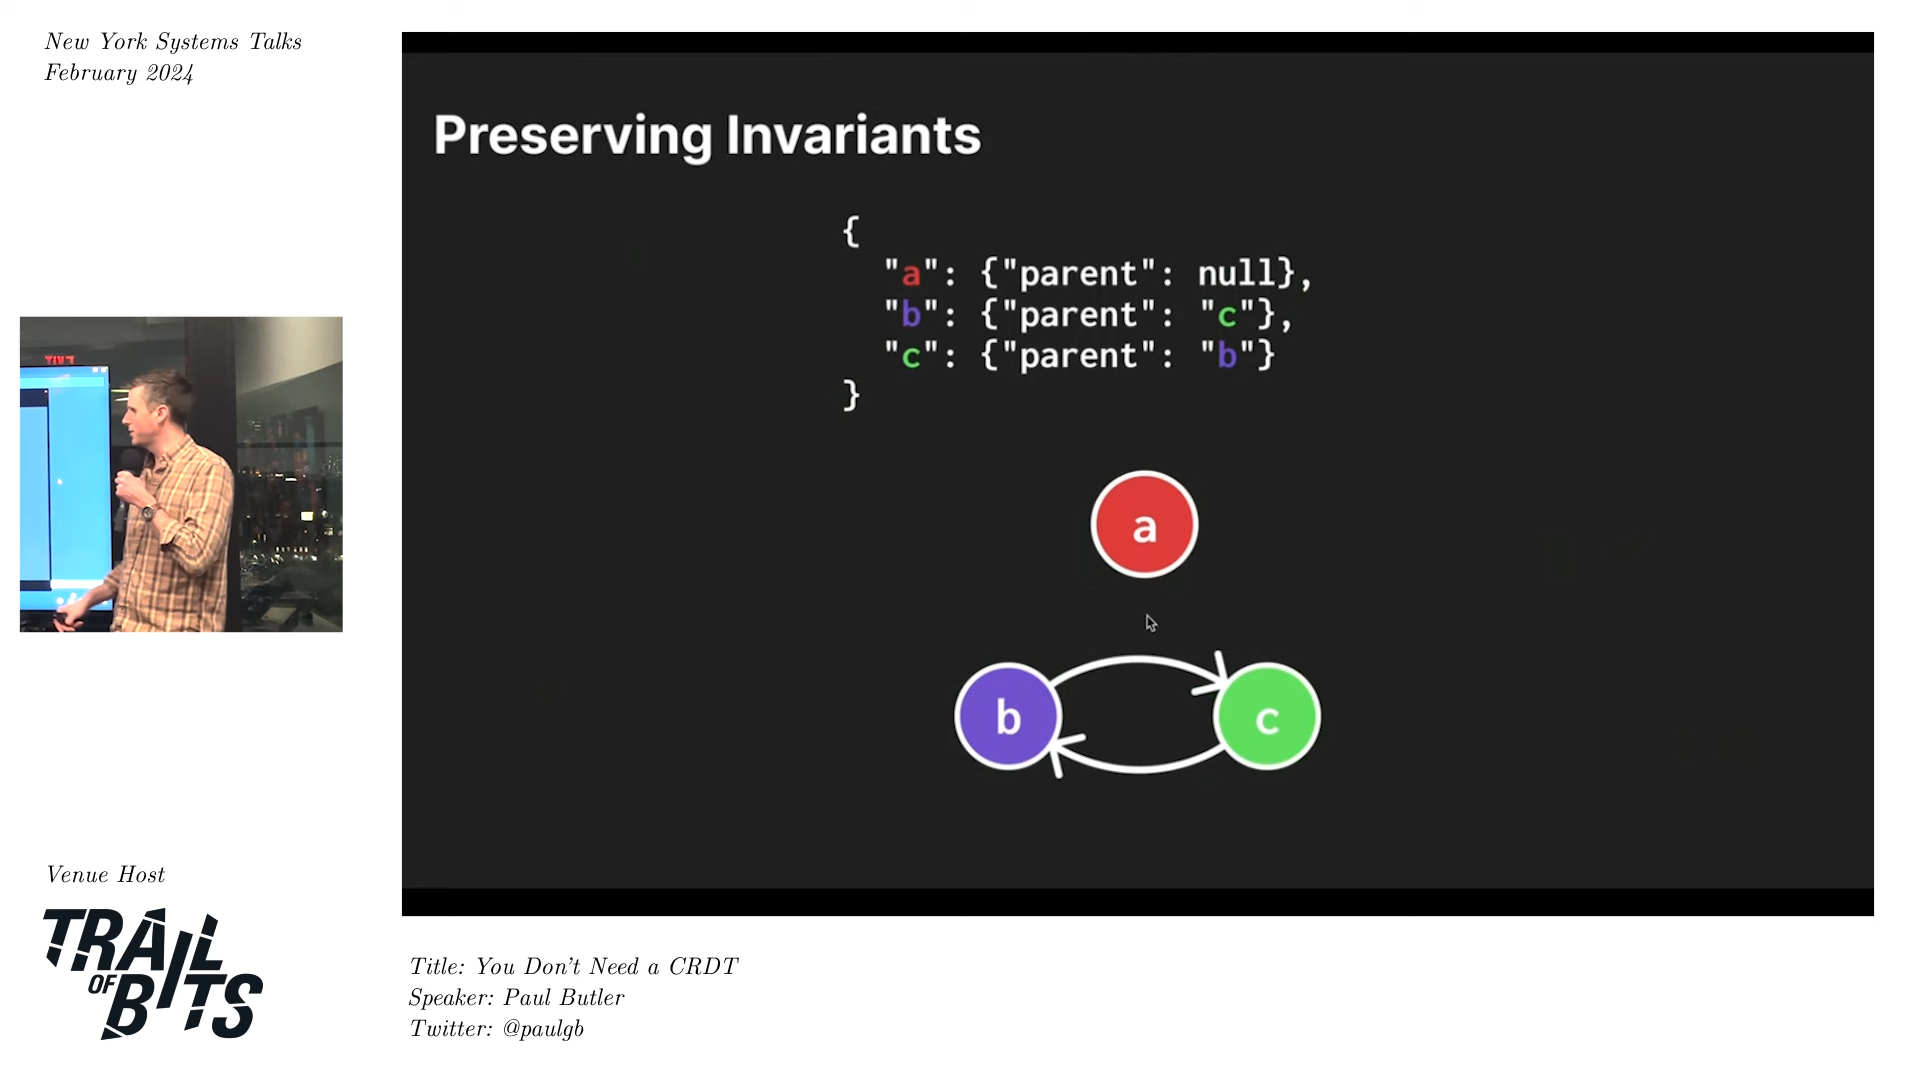 New York Systems Talks
February 2024
Preserving Invariants
{
"a": {"parent": null},
"b": {"parent": "c"},
"c": {"parent": "b"}
}
a
b
c
Venue Host
TRAIL
OF
BITS
Title: You Don't Need a CRDT
Speaker: Paul Butler
Twitter: @paulgb